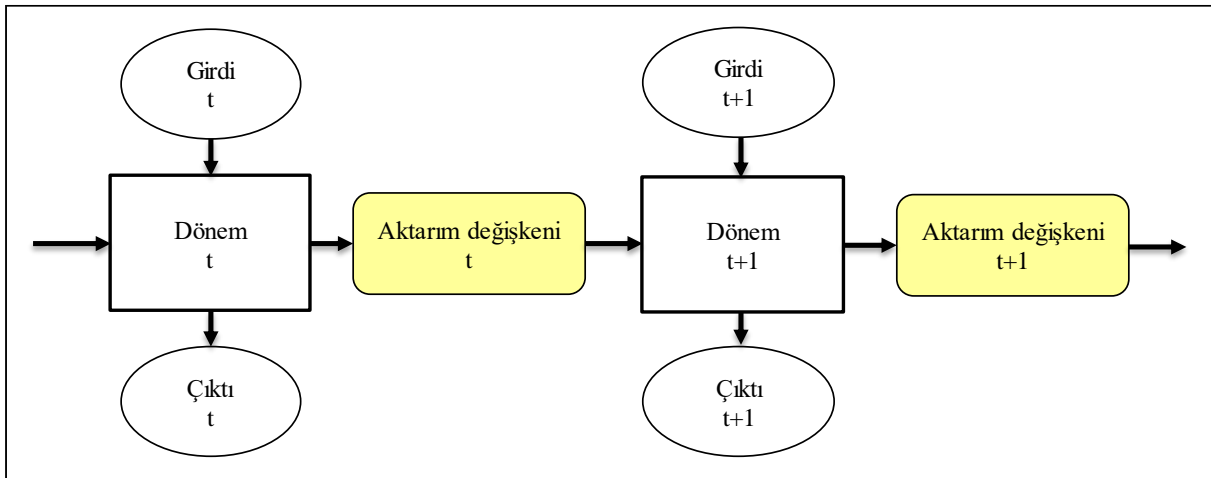 Girdi
t
Girdi
t+1
Dönem
t
Aktarım değişkeni
t
Dönem
t+1
Aktarım değişkeni
t+1
Çıktı
t
Çıktı
t+1